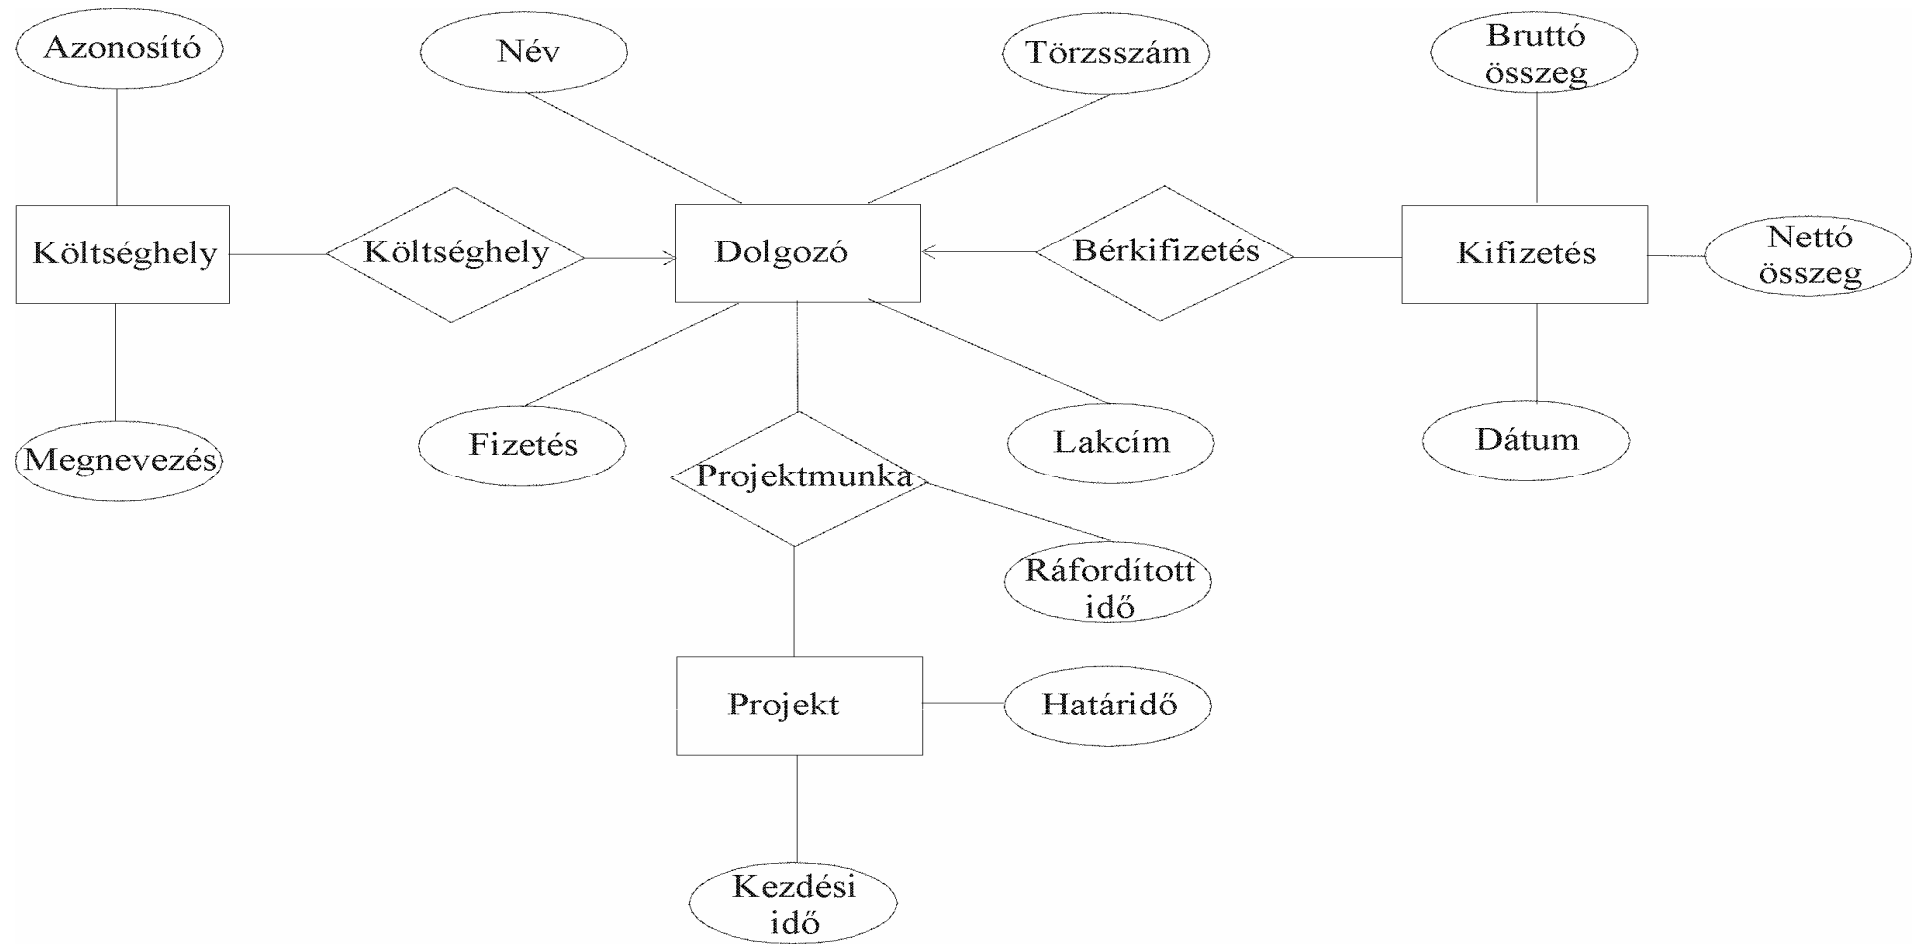 Azonosító
Név
Törzsszám
Bruttó
összeg
Költséghely
Költséghely
Dolgozó
Bérkifizetés
Kifizetés
Nettó
összeg
Megnevezés
Fizetés
Projektmunka
Lakcím
Dátum
Ráfordított
idő
Projekt
Határidő
Kezdési
idő